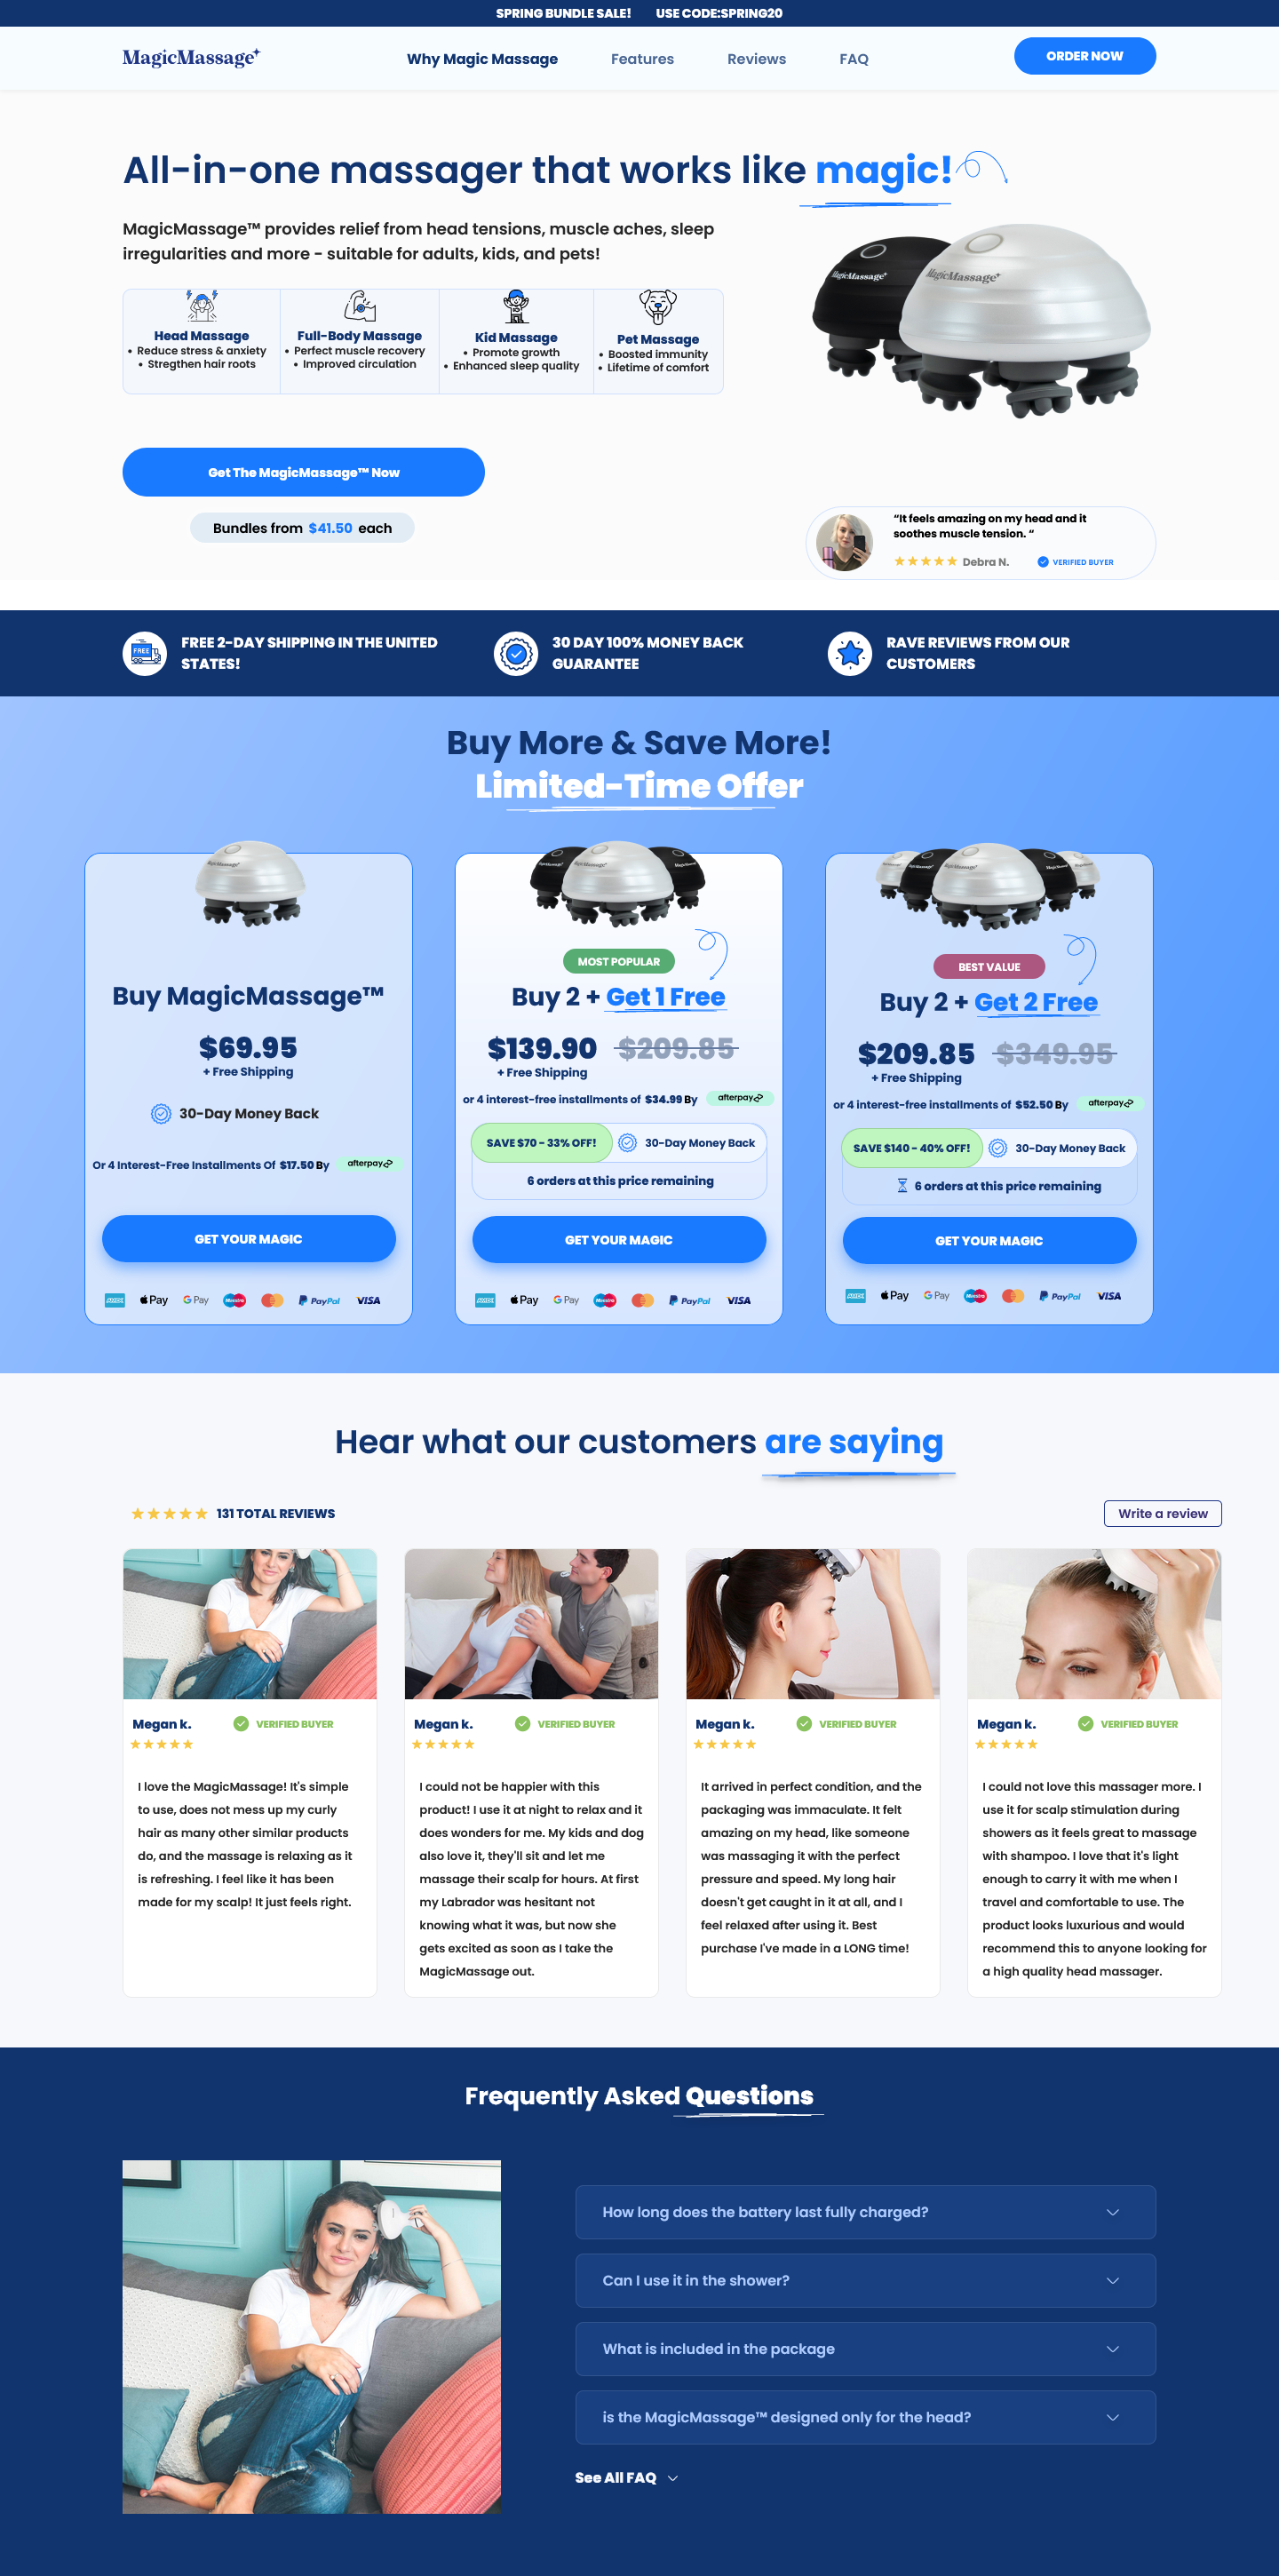 SPRING BUNDLE SALE! USE CODE:SPRING20
MagicMassage
Why Magic Massage
Features
Reviews
FAQ
ORDER NOW
All-in-one massager that works like magic!
MagicMassage™ provides relief from head tensions, muscle aches, sleep
irregularities and more - suitable for adults, kids, and pets!
Head Massage
• Reduce stress & anxiety
• Stregthen hair roots
Full-Body Massage
• Perfect muscle recovery
• Improved circulation
Kid Massage
• Promote growth
• Enhanced sleep quality
Pet Massage
• Boosted immunity
• Lifetime of comfort
MagicMassage
MagicMassage
Get The MagicMassage™ Now
Bundles from $41.50 each
“It feels amazing on my head and it
soothes muscle tension. “
Debra N.
VERIFIED BUYER
FREE
FREE 2-DAY SHIPPING IN THE UNITED
STATES!
30 DAY 100% MONEY BACK
GUARANTEE
RAVE REVIEWS FROM OUR
CUSTOMERS
Buy More & Save More!
Limited-Time Offer
Buy MagicMassage™
$69.95
+ Free Shipping
30-Day Money Back
Or 4 Interest-Free Installments Of $17.50 By afterpay
GET YOUR MAGIC
Pay G Pay Maestro PayPal VISA
MOST POPULAR
Buy 2 + Get 1 Free
$139.90 $209.85
+ Free Shipping
or 4 interest-free installments of $34.99 By afterpay
SAVE $70 - 33% OFF!
30-Day Money Back
6 orders at this price remaining
GET YOUR MAGIC
Pay G Pay Maestro PayPal VISA
BEST VALUE
Buy 2 + Get 2 Free
$209.85 $349.95
+ Free Shipping
or 4 interest-free installments of $52.50 By afterpay
SAVE $140 - 40% OFF!
30-Day Money Back
6 orders at this price remaining
GET YOUR MAGIC
Pay G Pay Maestro PayPal VISA
Hear what our customers are saying
131 TOTAL REVIEWS
Write a review
Megan k.
VERIFIED BUYER
I love the MagicMassage! It's simple
to use, does not mess up my curly
hair as many other similar products
do, and the massage is relaxing as it
is refreshing. I feel like it has been
made for my scalp! It just feels right.
Megan k.
VERIFIED BUYER
I could not be happier with this
product! I use it at night to relax and it
does wonders for me. My kids and dog
also love it, they'll sit and let me
massage their scalp for hours. At first
my Labrador was hesitant not
knowing what it was, but now she
gets excited as soon as I take the
MagicMassage out.
Megan k.
VERIFIED BUYER
It arrived in perfect condition, and the
packaging was immaculate. It felt
amazing on my head, like someone
was massaging it with the perfect
pressure and speed. My long hair
doesn't get caught in it at all, and I
feel relaxed after using it. Best
purchase I've made in a LONG time!
Megan k.
VERIFIED BUYER
I could not love this massager more. I
use it for scalp stimulation during
showers as it feels great to massage
with shampoo. I love that it's light
enough to carry it with me when I
travel and comfortable to use. The
product looks luxurious and would
recommend this to anyone looking for
a high quality head massager.
Frequently Asked Questions
How long does the battery last fully charged?
Can I use it in the shower?
What is included in the package
is the MagicMassage™ designed only for the head?
See All FAQ